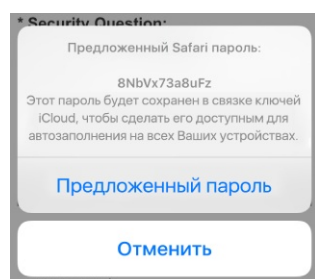 * Security Question:
Предложенный Safari пароль:
8NbVx73a8uFz
Этот пароль будет сохранен в связке ключей
iCloud, чтобы сделать его доступным для
автозаполнения на всех Ваших устройствах.
Предложенный пароль
Отменить